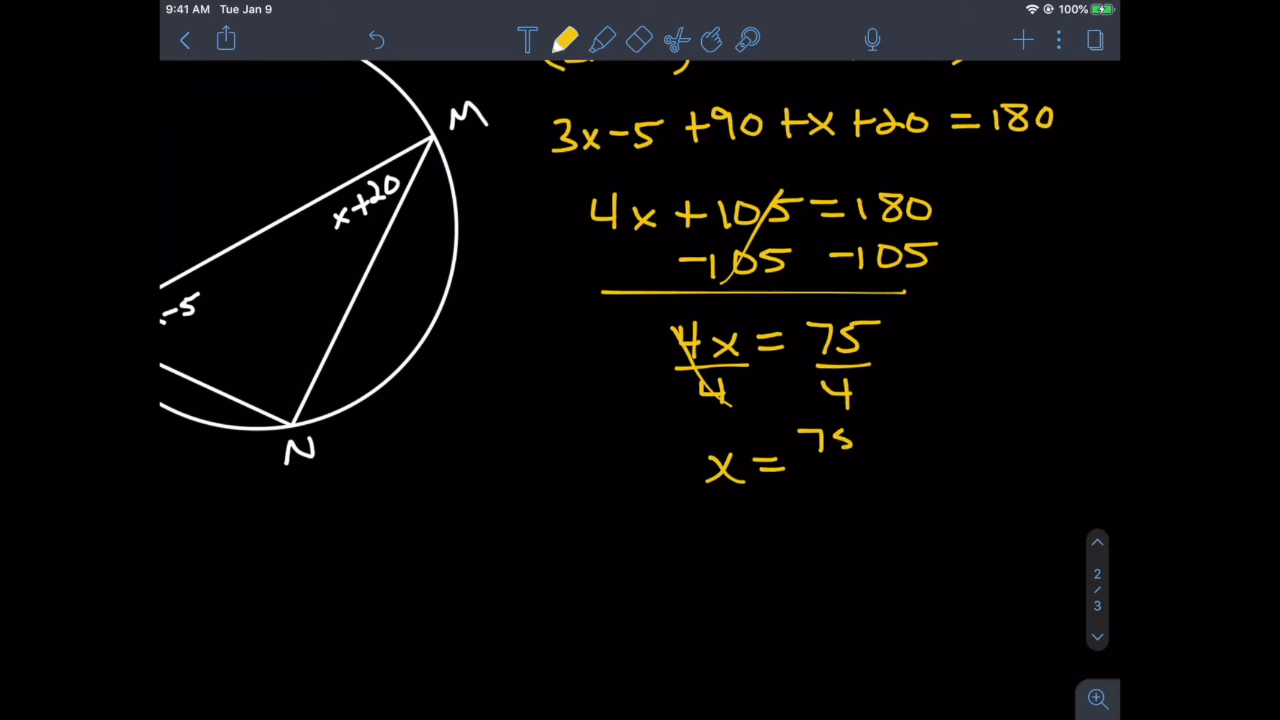 9:41 AM Tue Jan 9
100%
T
M
x+20
-5
N
3x-5 +90 +x +20 = 180
4x + 105 = 180
-105 -105
4x = 75
4 4
x = 75
2
/
3